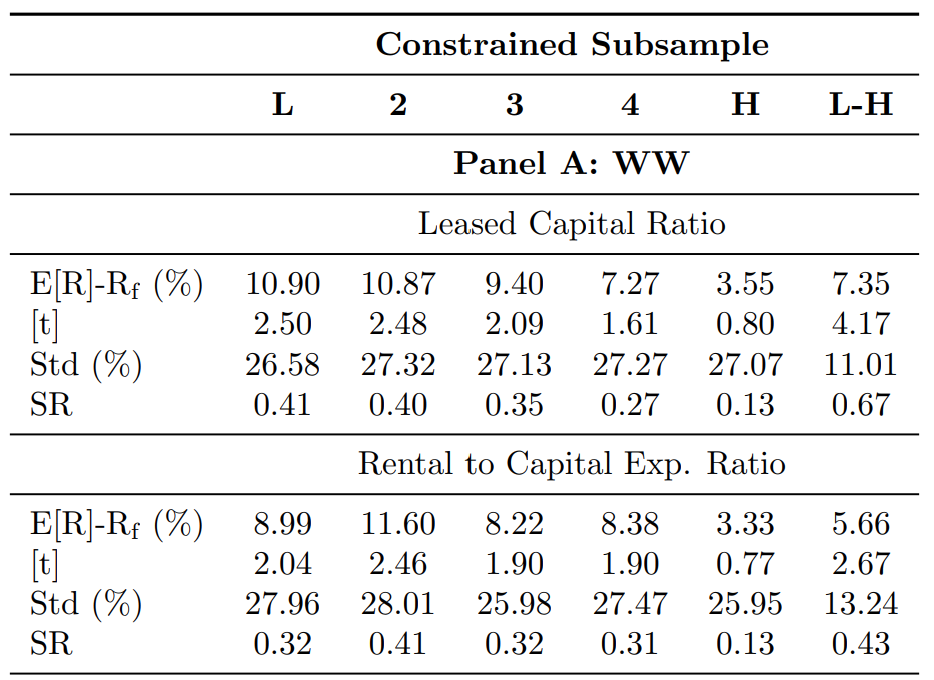 Constrained Subsample
L 2 3 4 H L-H
Panel A: WW
Leased Capital Ratio
E[R]-Rf (%) 10.90 10.87 9.40 7.27 3.55 7.35
[t] 2.50 2.48 2.09 1.61 0.80 4.17
Std (%) 26.58 27.32 27.13 27.27 27.07 11.01
SR 0.41 0.40 0.35 0.27 0.13 0.67
Rental to Capital Exp. Ratio
E[R]-Rf (%) 8.99 11.60 8.22 8.38 3.33 5.66
[t] 2.04 2.46 1.90 1.90 0.77 2.67
Std (%) 27.96 28.01 25.98 27.47 25.95 13.24
SR 0.32 0.41 0.32 0.31 0.13 0.43